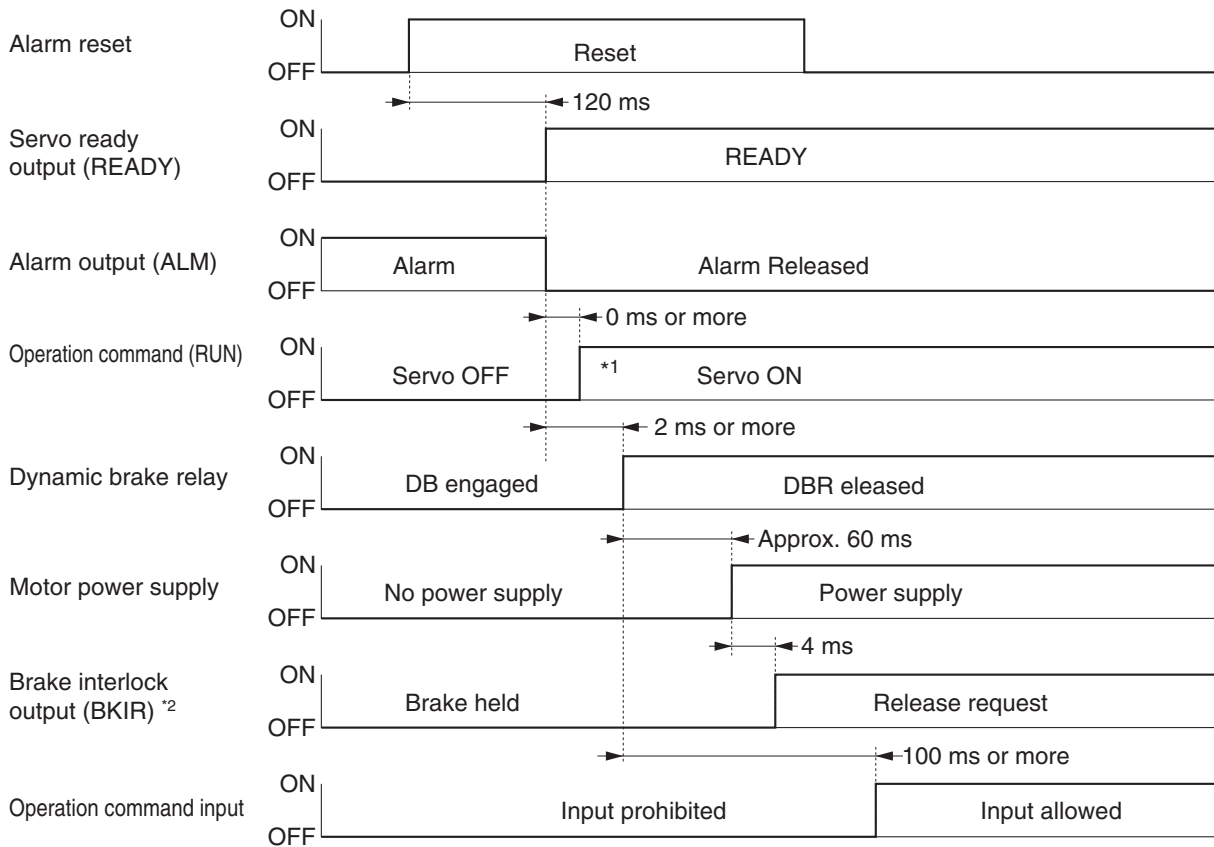 Alarm reset
ON
OFF
Reset
120 ms
Servo ready
output (READY)
ON
OFF
READY
Alarm output (ALM)
ON
OFF
Alarm
Alarm Released
0 ms or more
Operation command (RUN)
ON
OFF
Servo OFF
*1
Servo ON
2 ms or more
Dynamic brake relay
ON
OFF
DB engaged
DBR eleased
Approx. 60 ms
Motor power supply
ON
OFF
No power supply
Power supply
4 ms
Brake interlock
output (BKIR) *2
ON
OFF
Brake held
Release request
100 ms or more
Operation command input
ON
OFF
Input prohibited
Input allowed